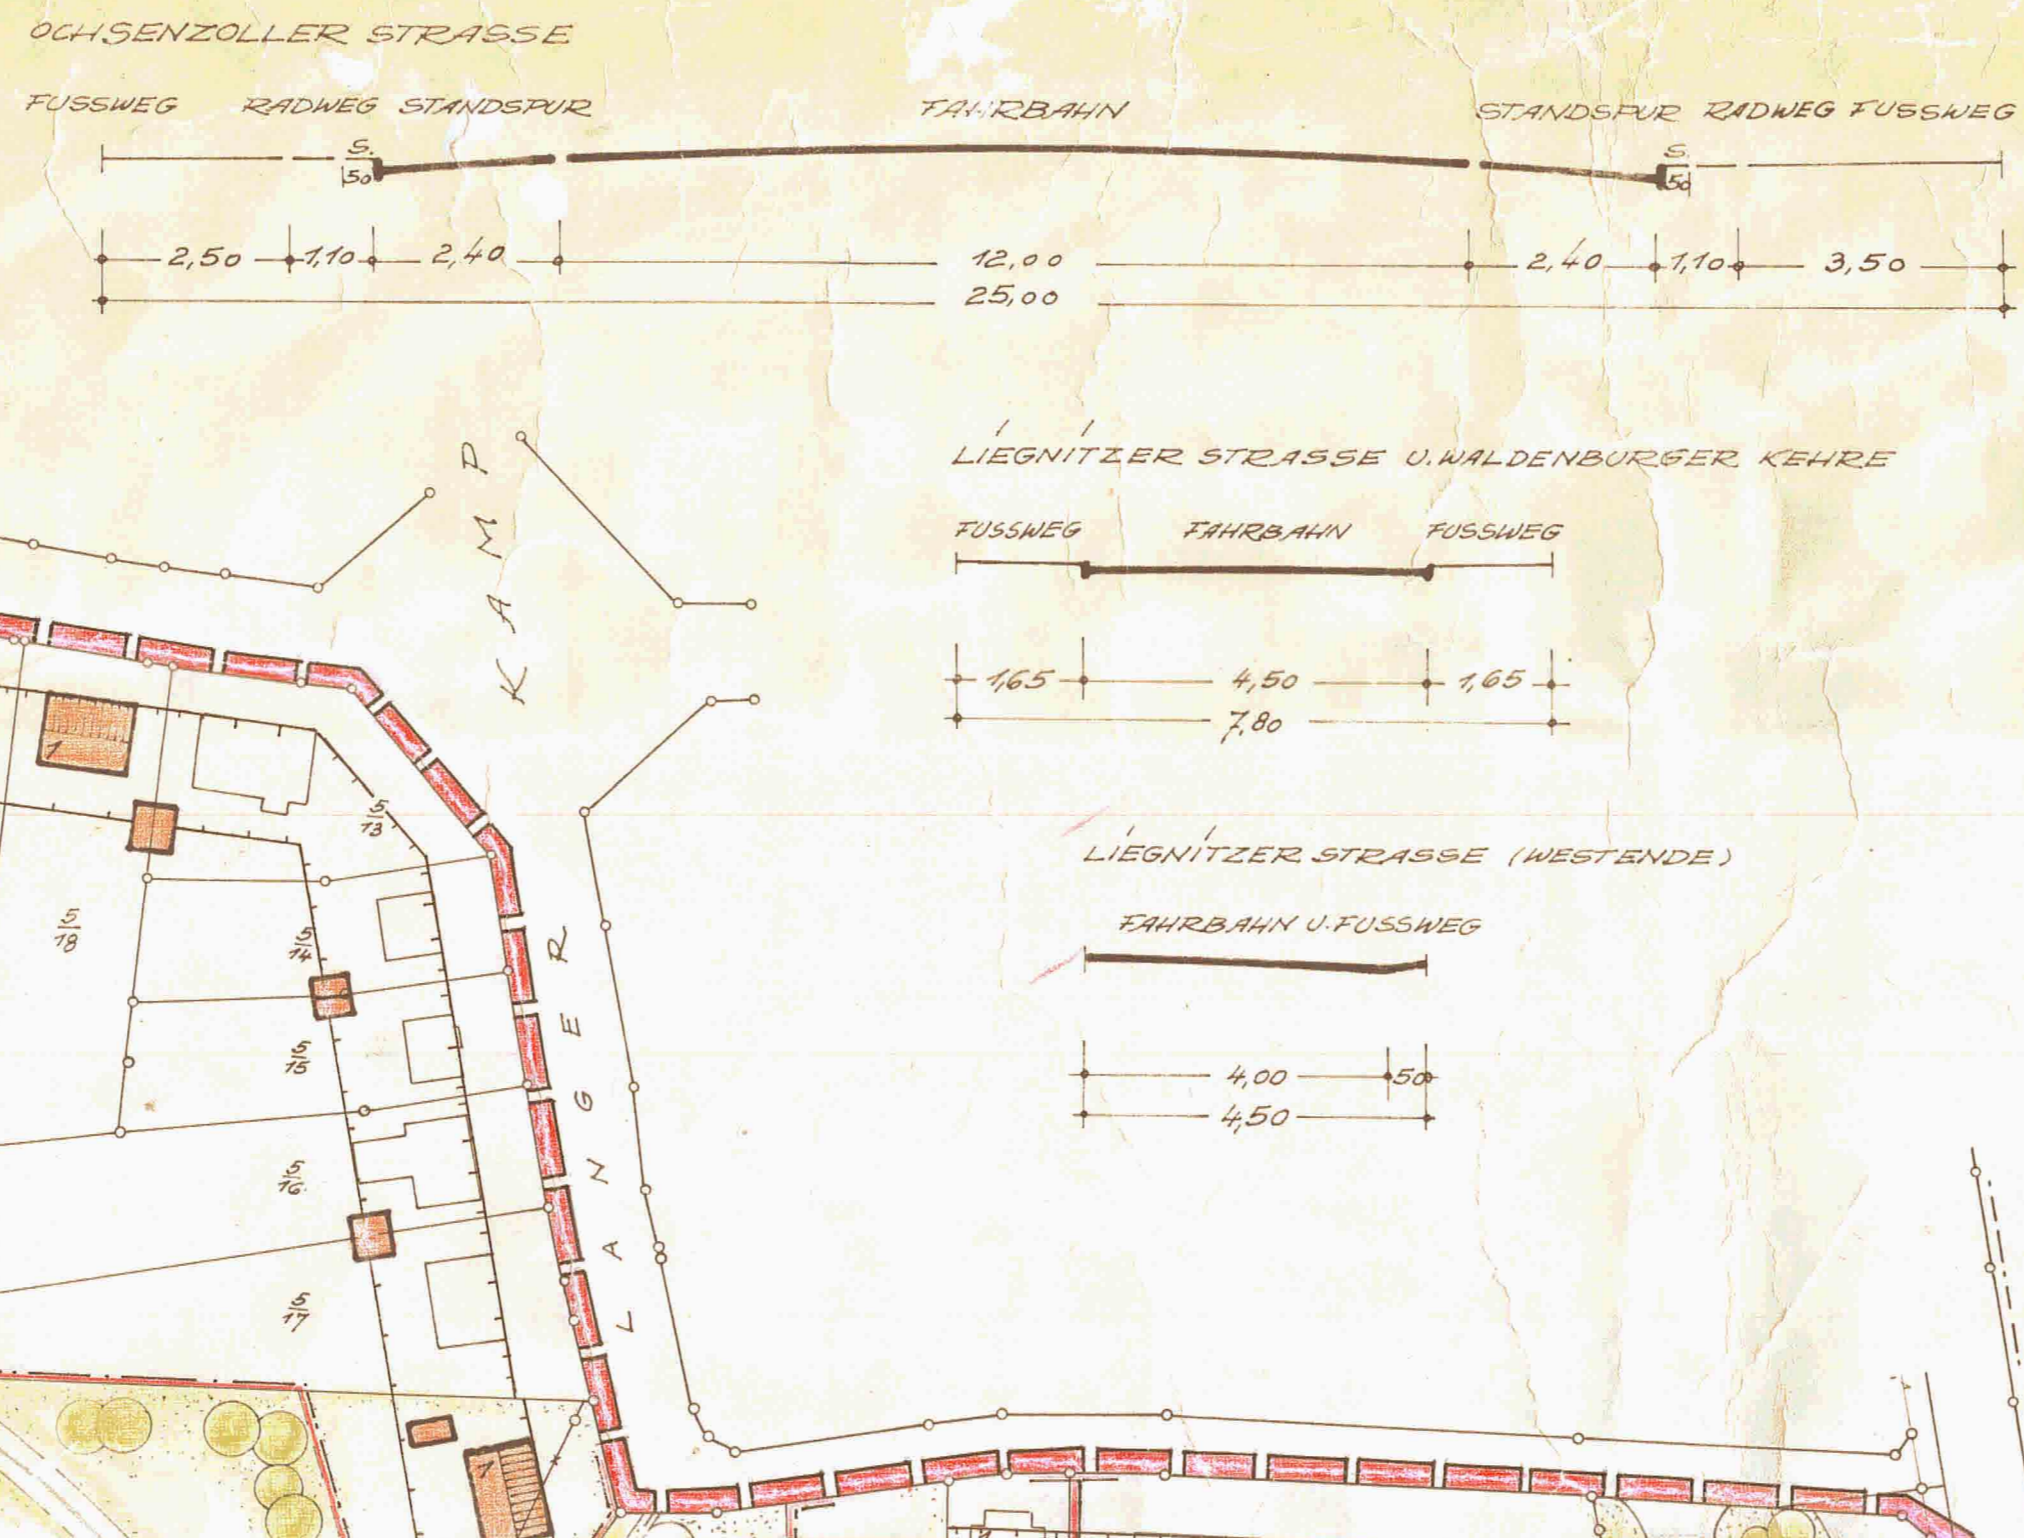 OCHSENZOLLER STRASSE
FUSSWEG RADWEG STANDSPUR FAHRBAHN STANDSPUR RADWEG FUSSWEG
S. 50 S. 50
2,50 1,10 2,40 12,00 2,40 1,10 3,50
25,00
LIEGNITZER STRASSE U. WALDENBURGER KEHRE
FUSSWEG FAHRBAHN FUSSWEG
1,65 4,50 1,65
7,80
LIEGNITZER STRASSE (WESTENDE)
FAHRBAHN U. FUSSWEG
4,00 50
4,50
LANGER KAMP
1
5/13
5/18
5/14
5/15
5/16
5/17
1